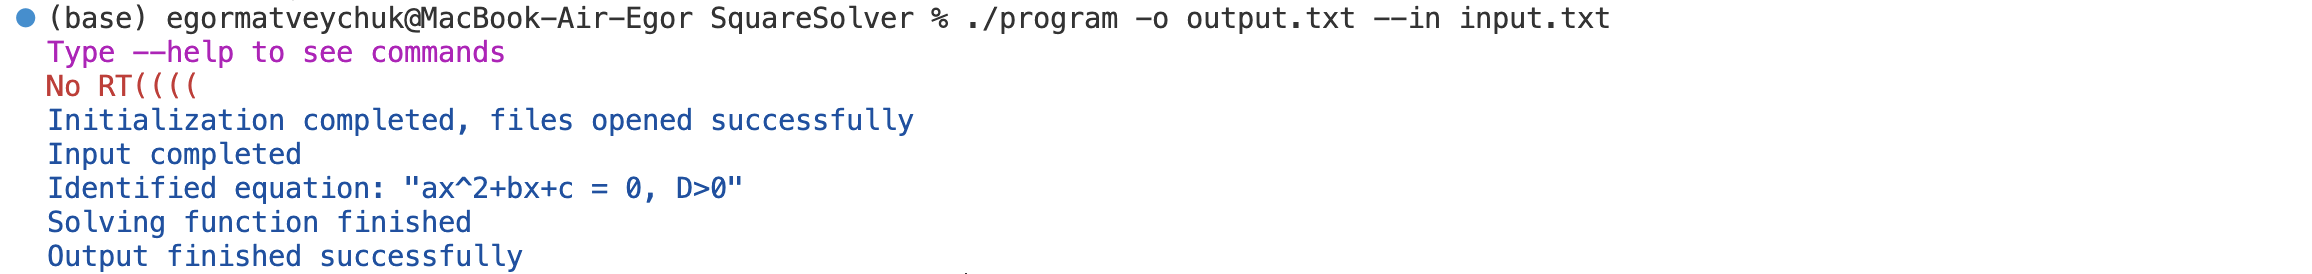 (base) egormatveychuk@MacBook-Air-Egor SquareSolver % ./program -o output.txt --in input.txt
Type --help to see commands
No RT((((
Initialization completed, files opened successfully
Input completed
Identified equation: "ax^2+bx+c = 0, D>0"
Solving function finished
Output finished successfully